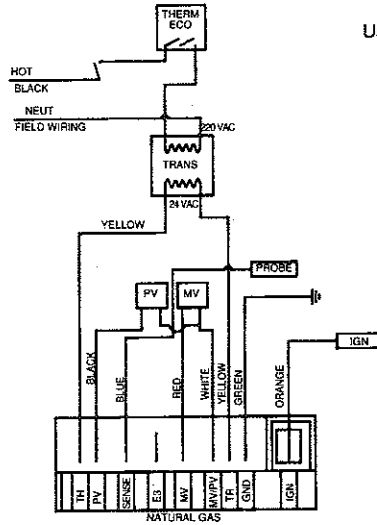 THERM
ECO
U
HOT
BLACK
NEUT
FIELD WIRING
220 VAC
TRANS
24 VAC
YELLOW
PROBE
PV
MV
IGN
BLACK
BLUE
RED
WHITE
YELLOW
GREEN
ORANGE
TH
PV
SENSE
E3
MV
MV/PV
TR
GND
IGN
NATURAL GAS